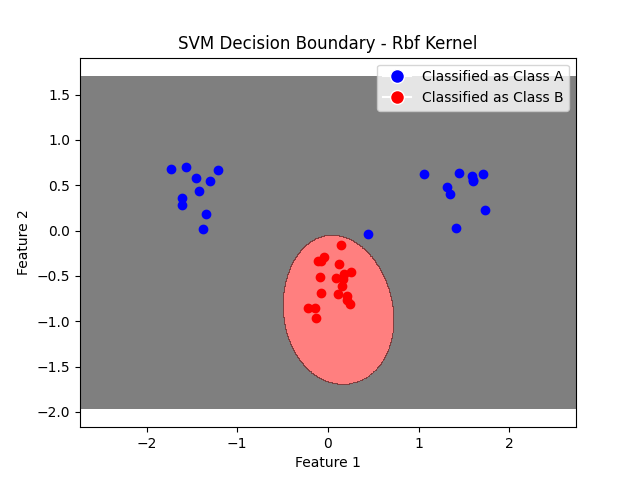 SVM Decision Boundary - Rbf Kernel
Classified as Class A
Classified as Class B
1.5
1.0
0.5
0.0
−0.5
−1.0
−1.5
−2.0
Feature 2
−2
−1
0
1
2
Feature 1